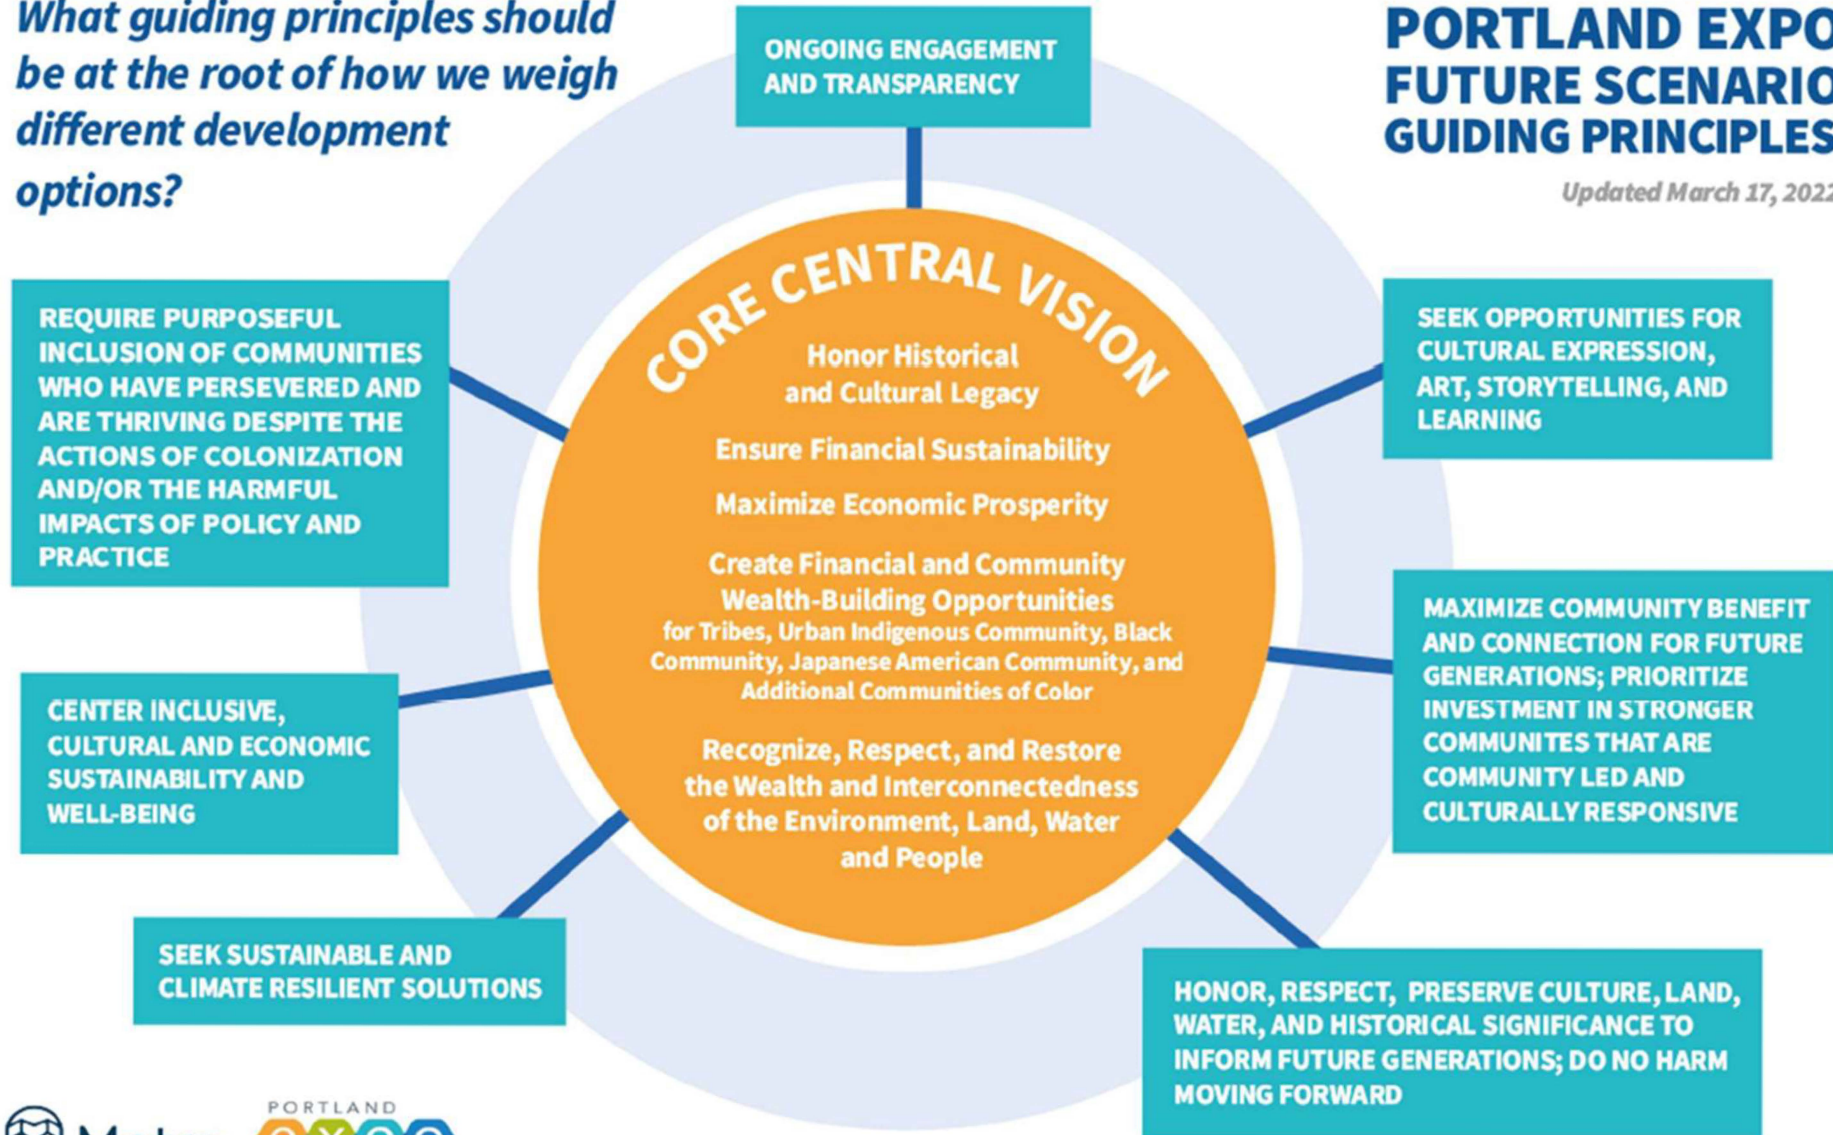 What guiding principles should
be at the root of how we weigh
different development
options?
PORTLAND EXPO
FUTURE SCENARIO
GUIDING PRINCIPLES
Updated March 17, 2022
ONGOING ENGAGEMENT
AND TRANSPARENCY
REQUIRE PURPOSEFUL
INCLUSION OF COMMUNITIES
WHO HAVE PERSEVERED AND
ARE THRIVING DESPITE THE
ACTIONS OF COLONIZATION
AND/OR THE HARMFUL
IMPACTS OF POLICY AND
PRACTICE
CENTER INCLUSIVE,
CULTURAL AND ECONOMIC
SUSTAINABILITY AND
WELL-BEING
SEEK SUSTAINABLE AND
CLIMATE RESILIENT SOLUTIONS
CORE CENTRAL VISION
Honor Historical
and Cultural Legacy
Ensure Financial Sustainability
Maximize Economic Prosperity
Create Financial and Community
Wealth-Building Opportunities
for Tribes, Urban Indigenous Community, Black
Community, Japanese American Community, and
Additional Communities of Color
Recognize, Respect, and Restore
the Wealth and Interconnectedness
of the Environment, Land, Water
and People
SEEK OPPORTUNITIES FOR
CULTURAL EXPRESSION,
ART, STORYTELLING, AND
LEARNING
MAXIMIZE COMMUNITY BENEFIT
AND CONNECTION FOR FUTURE
GENERATIONS; PRIORITIZE
INVESTMENT IN STRONGER
COMMUNITES THAT ARE
COMMUNITY LED AND
CULTURALLY RESPONSIVE
HONOR, RESPECT, PRESERVE CULTURE, LAND,
WATER, AND HISTORICAL SIGNIFICANCE TO
INFORM FUTURE GENERATIONS; DO NO HARM
MOVING FORWARD
PORTLAND